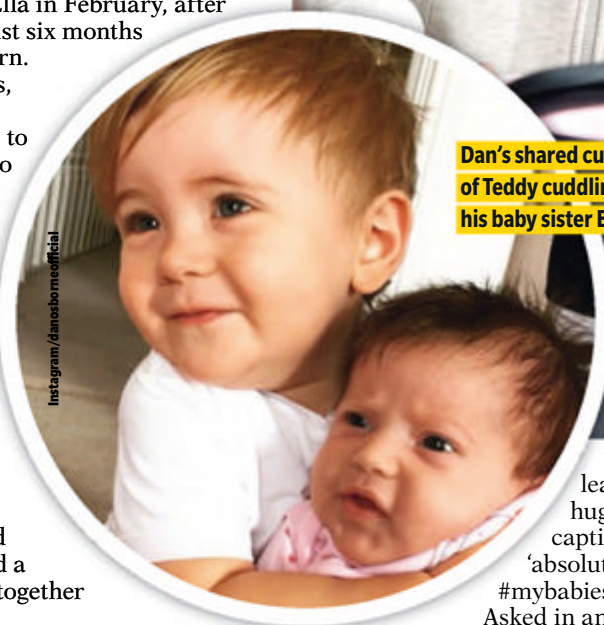 lla in February, after
st six months
rn.
s,
to
o
Instagram/danosborneofficial
Dan's shared cu
of Teddy cuddlin
his baby sister E
d
d a
together
lea
hug
capti
'absolut
#mybabies
Asked in an